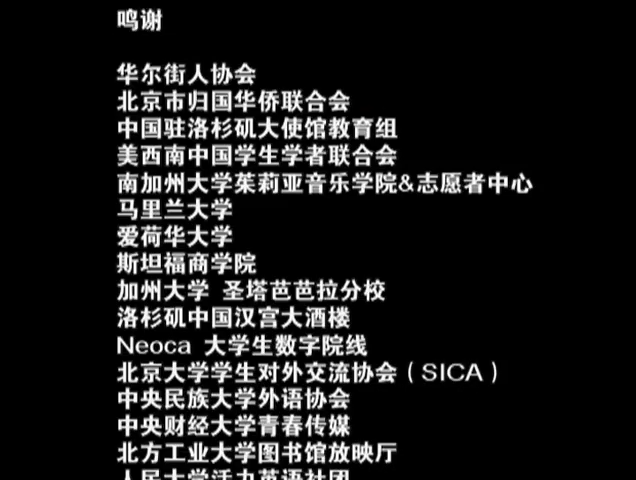 鸣谢
华尔街人协会
北京市归国华侨联合会
中国驻洛杉矶大使馆教育组
美西南中国学生学者联合会
南加州大学茱莉亚音乐学院&志愿者中心
马里兰大学
爱荷华大学
斯坦福商学院
加州大学 圣塔芭芭拉分校
洛杉矶中国汉宫大酒楼
Neoca 大学生数字院线
北京大学学生对外交流协会（SICA）
中央民族大学外语协会
中央财经大学青春传媒
北方工业大学图书馆放映厅
人民大学活力英语社团